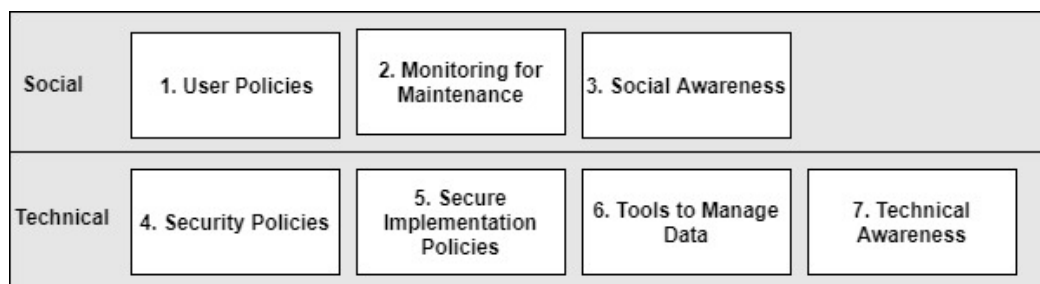 Social
1. User Policies
2. Monitoring for
Maintenance
3. Social Awareness
Technical
4. Security Policies
5. Secure
Implementation
Policies
6. Tools to Manage
Data
7. Technical
Awareness